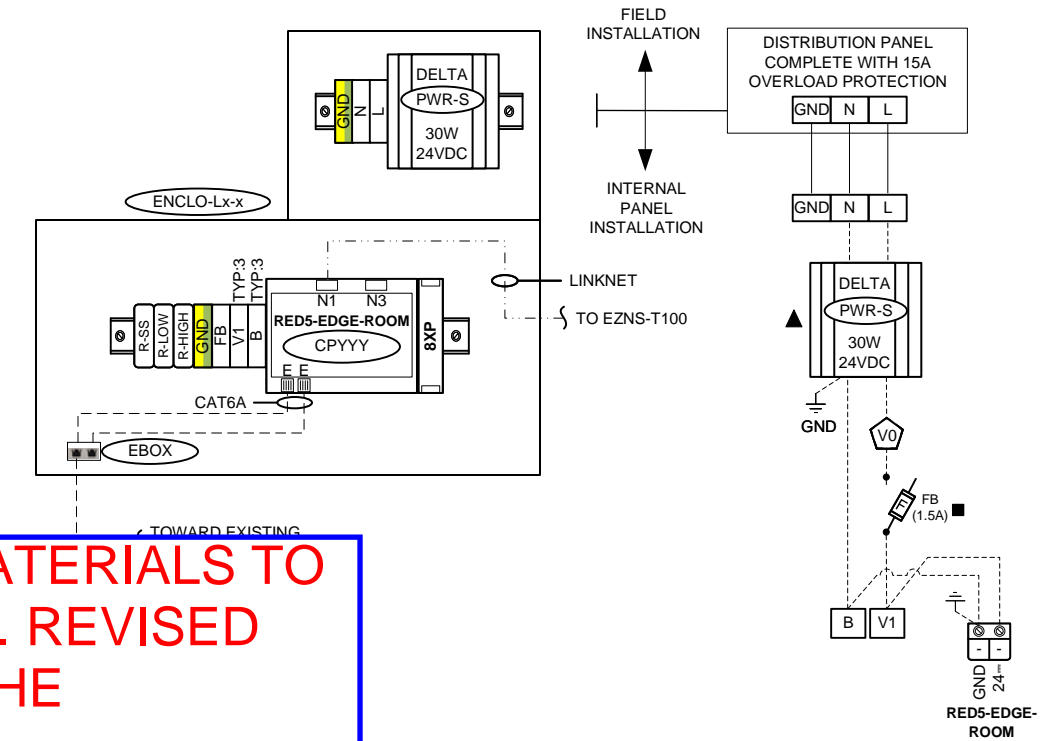 FIELD
INSTALLATION
DISTRIBUTION PANEL
COMPLETE WITH 15A
OVERLOAD PROTECTION
GND N L
INTERNAL
PANEL
INSTALLATION
GND N L
DELTA
PWR-S
30W
24VDC
GND
N
L
ENCLO-Lx-x
R-SS
R-LOW
R-HIGH
GND
FB
V1
B
TYP:3
TYP:3
N1 N3
RED5-EDGE-ROOM
CPYYY
8XP
E E
LINKNET
TO EZNS-T100
CAT6A
EBOX
TOWARD EXISTING
ATERIALS TO
REVISED
HE
DELTA
PWR-S
30W
24VDC
GND
V0
F
FB
(1.5A)
B V1
- -
GND
24
RED5-EDGE-
ROOM